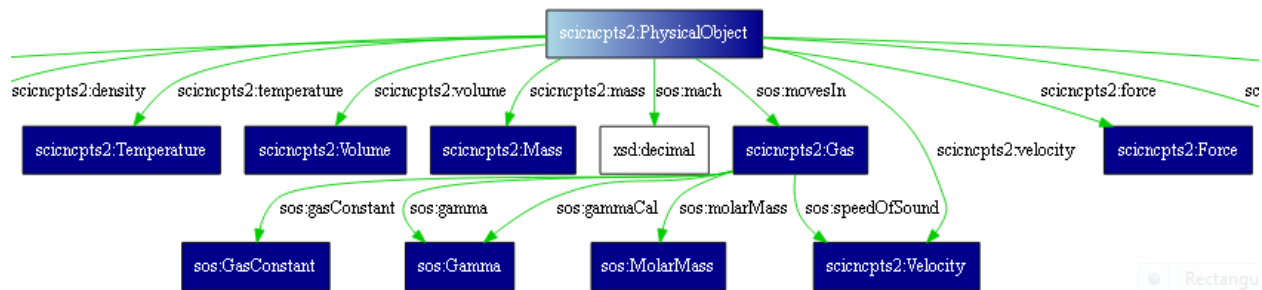 scicncpts2:PhysicalObject
scicncpts2:density
scicncpts2:temperature
scicncpts2:volume
scicncpts2:mass
sos:mach
sos:movesIn
scicncpts2:force
scicncpts2:Temperature
scicncpts2:Volume
scicncpts2:Mass
xsd:decimal
scicncpts2:Gas
scicncpts2:velocity
scicncpts2:Force
sos:gasConstant
sos:gamma
sos:gammaCal
sos:molarMass
sos:speedOfSound
sos:GasConstant
sos:Gamma
sos:MolarMass
scicncpts2:Velocity